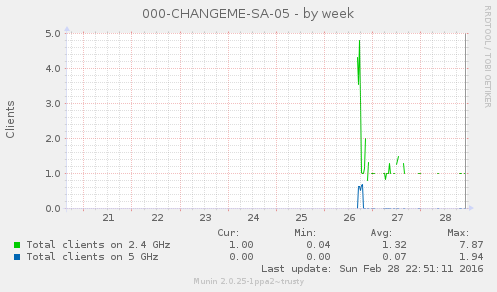 000-CHANGEME-SA-05 - by week
RRDTOOL / TOBI OETIKER
Clients
5.0
4.0
3.0
2.0
1.0
0.0
21 22 23 24 25 26 27 28
Cur: Min: Avg: Max:
Total clients on 2.4 GHz 1.00 0.04 1.32 7.87
Total clients on 5 GHz 0.00 0.00 0.07 1.94
Last update: Sun Feb 28 22:51:11 2016
Munin 2.0.25-1ppa2~trusty